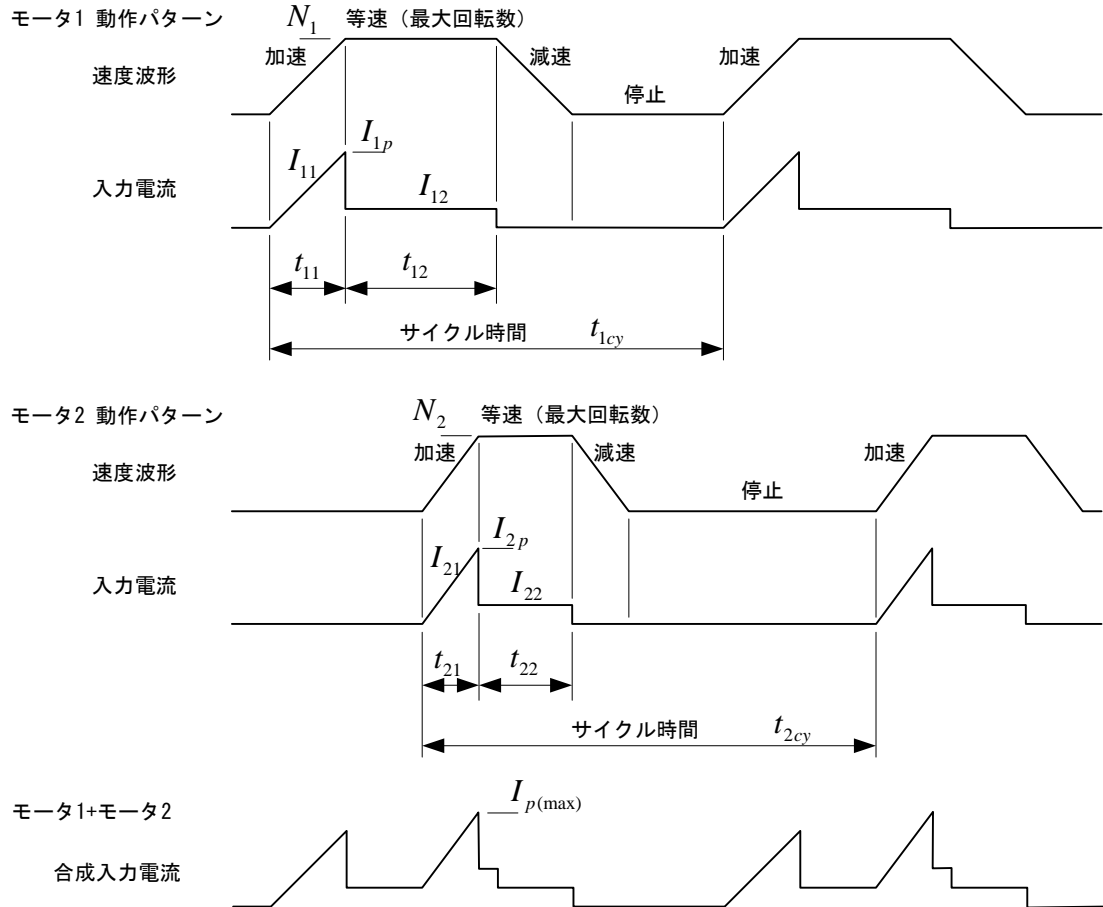 モータ1 動作パターン
N1 等速（最大回転数）
加速 減速 加速
速度波形
停止
I1p
I11
I12
入力電流
t11 t12
サイクル時間 t1cy
モータ2 動作パターン
N2 等速（最大回転数）
加速 減速 加速
速度波形
停止
I2p
I21
I22
入力電流
t21 t22
サイクル時間 t2cy
Ip(max)
モータ1+モータ2
合成入力電流